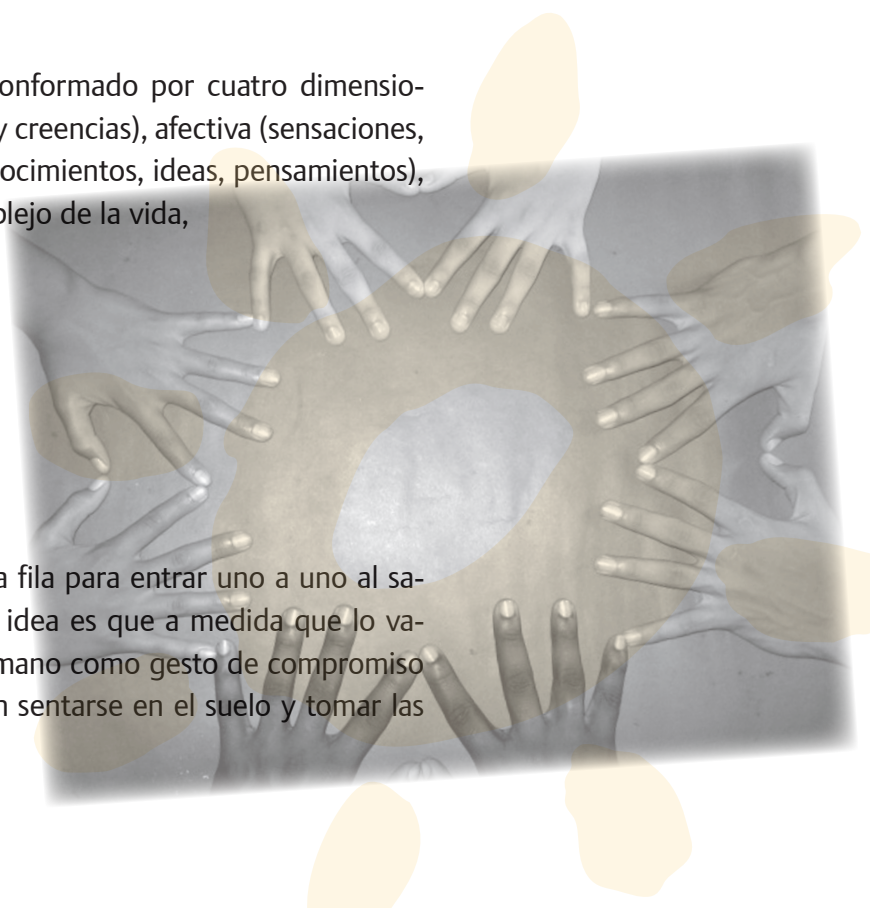 onformado por cuatro dimensio-
y creencias), afectiva (sensaciones,
ocimientos, ideas, pensamientos),
plejo de la vida,
a fila para entrar uno a uno al sa-
idea es que a medida que lo va-
mano como gesto de compromiso
n sentarse en el suelo y tomar las